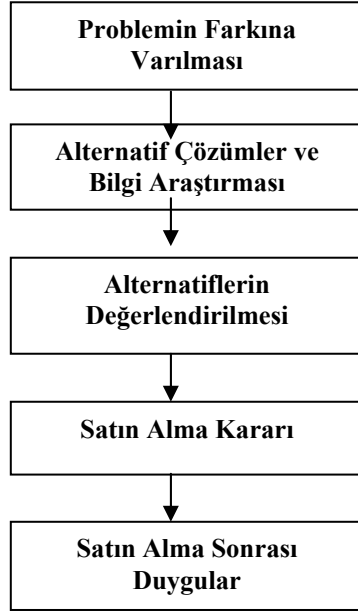 Problemin Farkına
Varılması
Alternatif Çözümler ve
Bilgi Araştırması
Alternatiflerin
Değerlendirilmesi
Satın Alma Kararı
Satın Alma Sonrası
Duygular